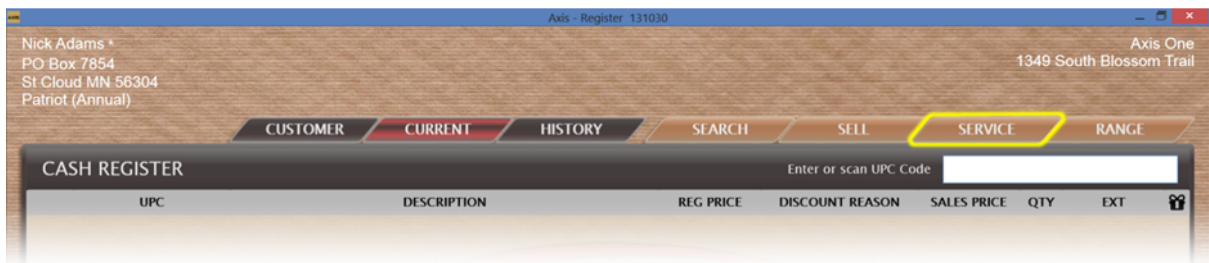 Axis - Register 131030
Nick Adams *
PO Box 7854
St Cloud MN 56304
Patriot (Annual)
Axis One
1349 South Blossom Trail
CUSTOMER CURRENT HISTORY SEARCH SELL SERVICE RANGE
CASH REGISTER Enter or scan UPC Code
UPC DESCRIPTION REG PRICE DISCOUNT REASON SALES PRICE QTY EXT